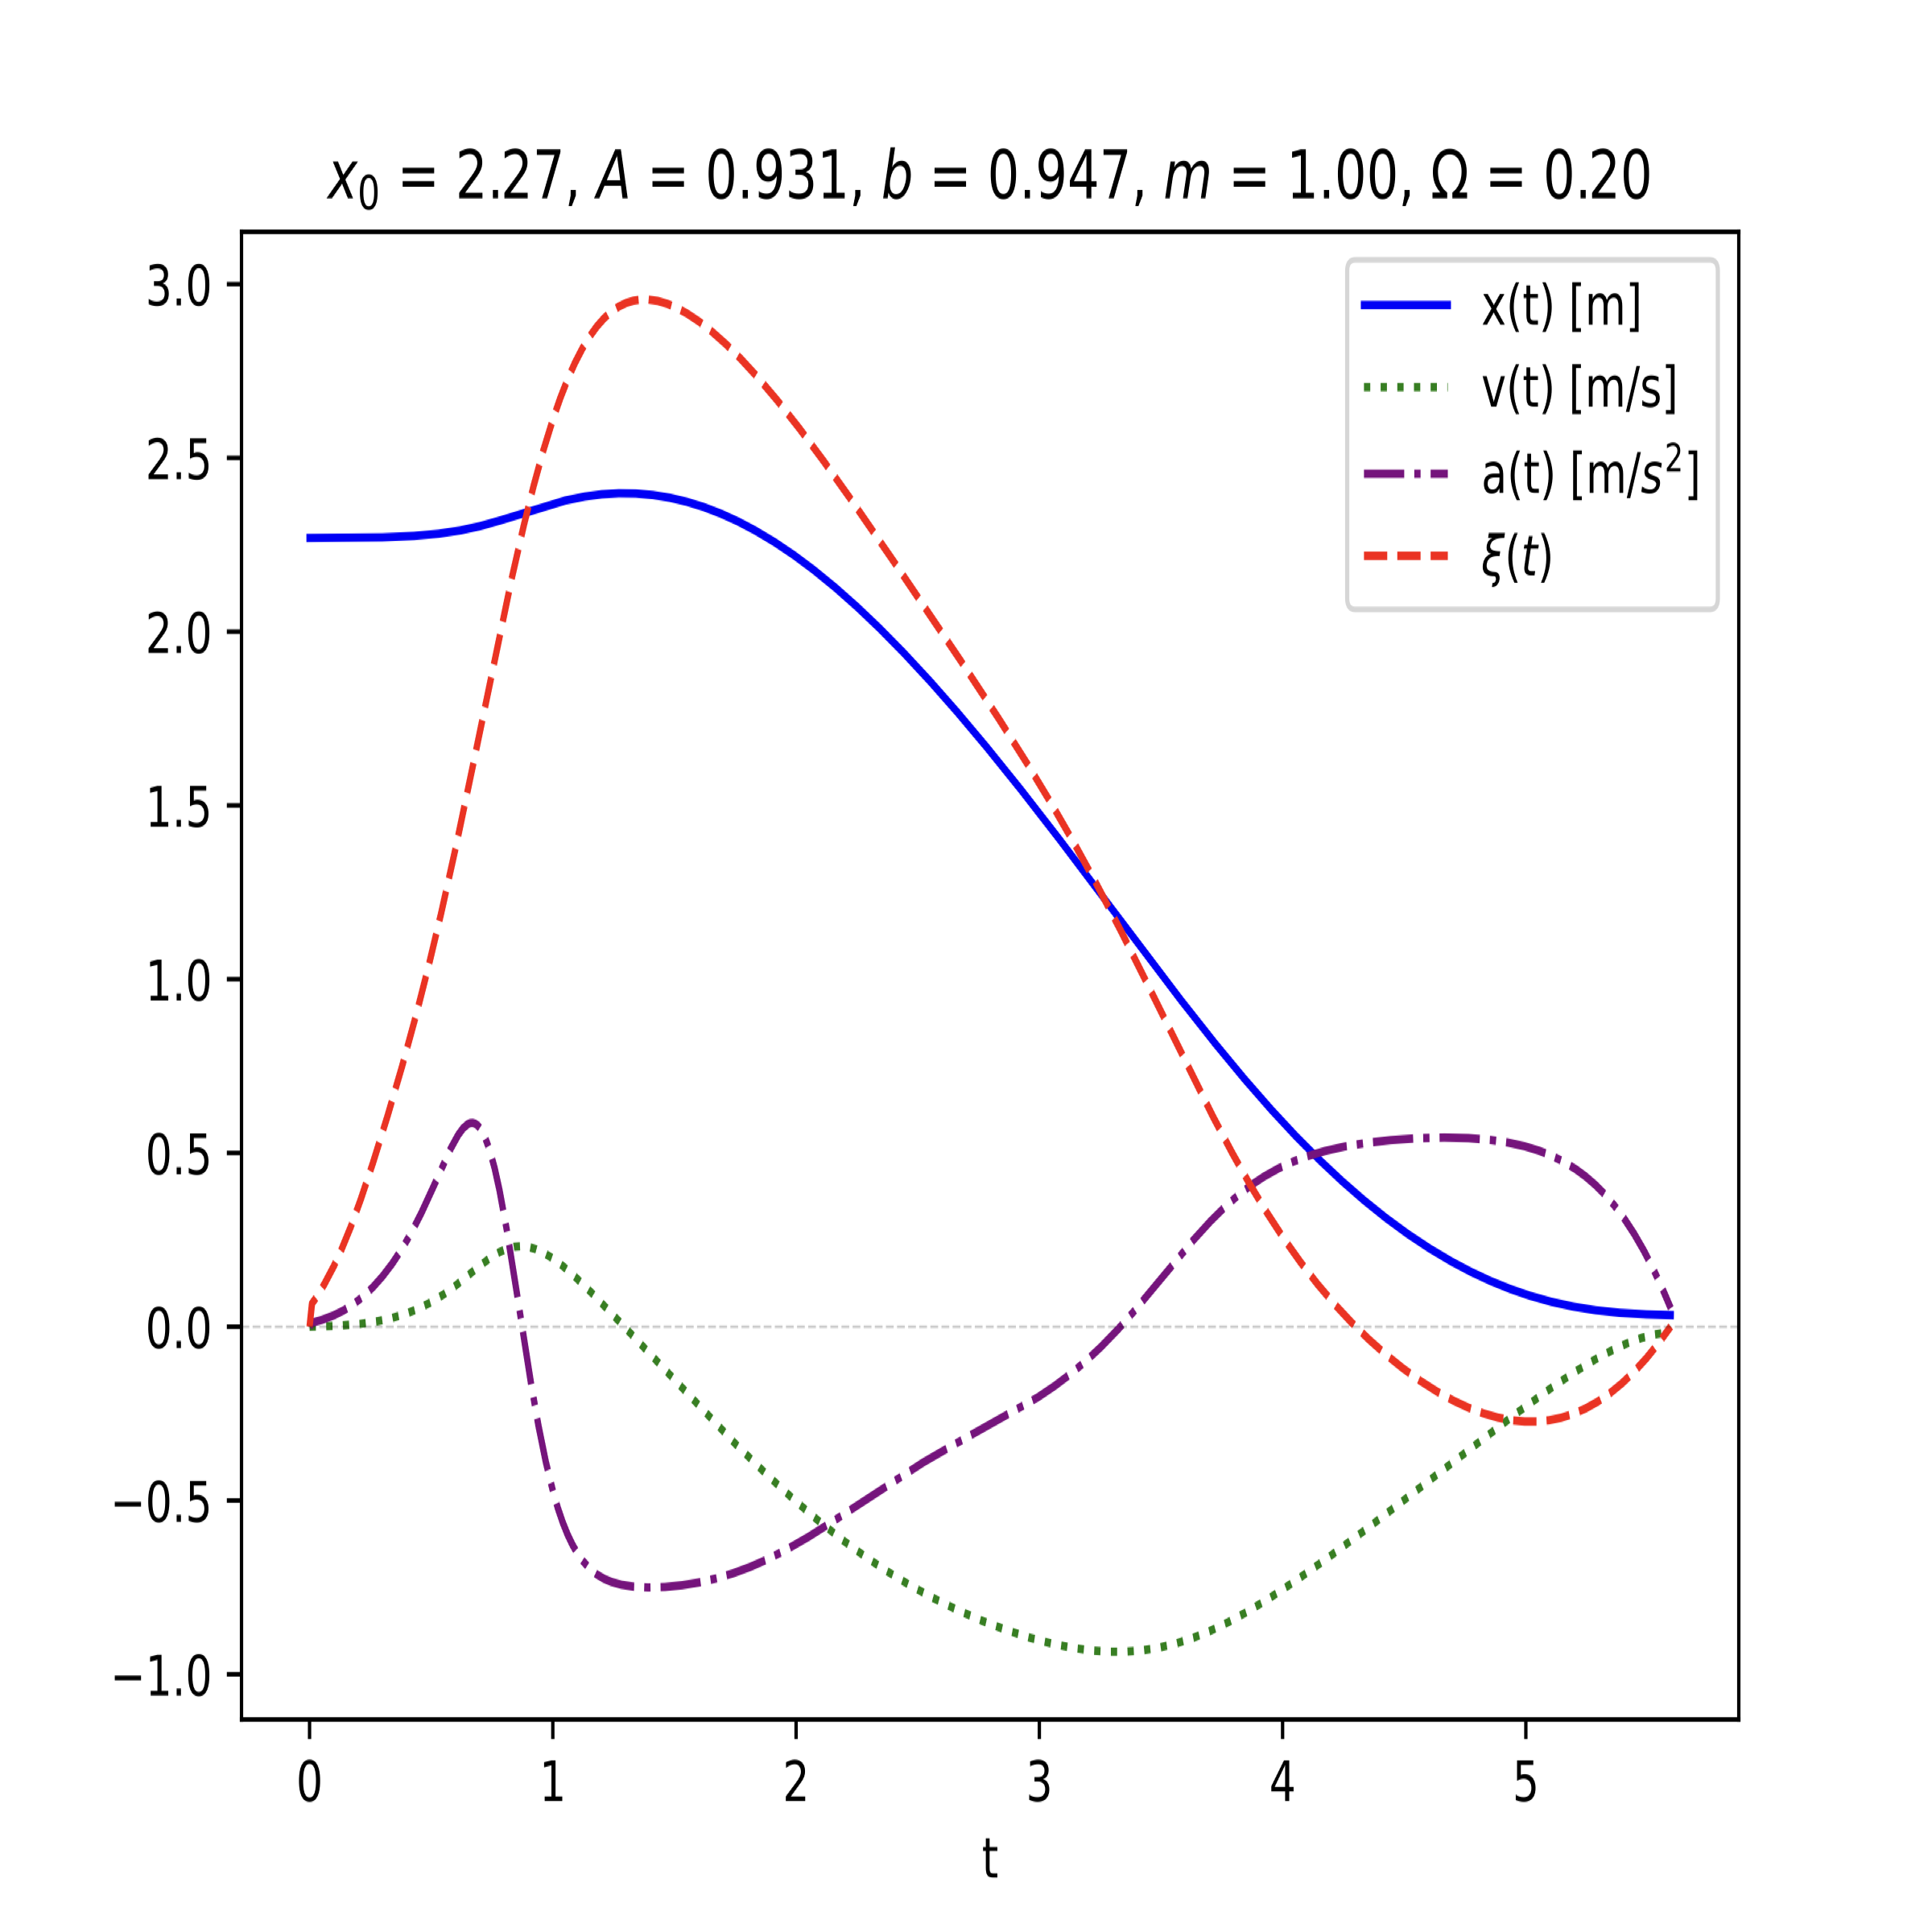 x₀ = 2.27, A = 0.931, b = 0.947, m = 1.00, Ω = 0.20
3.0
2.5
2.0
1.5
1.0
0.5
0.0
−0.5
−1.0
x(t) [m]
v(t) [m/s]
a(t) [m/s²]
ξ(t)
0 1 2 3 4 5
t